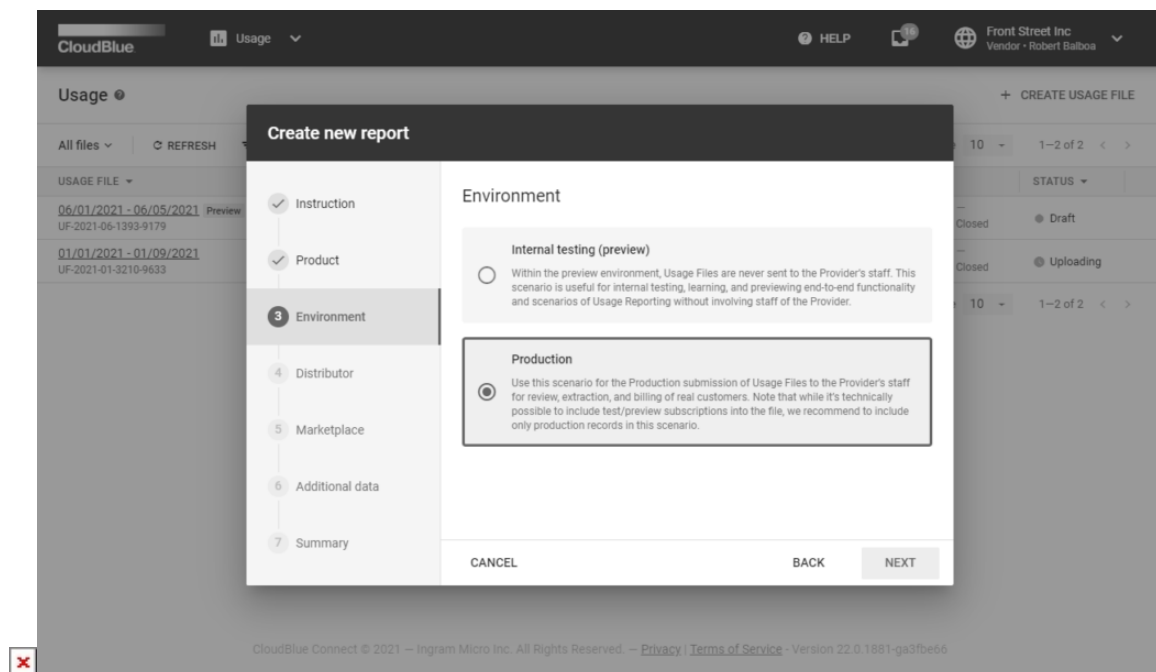 CloudBlue
Usage
HELP
16
Front Street Inc
Vendor • Robert Balboa
Usage
+ CREATE USAGE FILE
All files
REFRESH
10
1—2 of 2
USAGE FILE
STATUS
06/01/2021 - 06/05/2021 Preview
UF-2021-06-1393-9179
Closed
Draft
01/01/2021 - 01/09/2021
UF-2021-01-3210-9633
Closed
Uploading
10
1—2 of 2
Create new report
Instruction
Product
3 Environment
4 Distributor
5 Marketplace
6 Additional data
7 Summary
Environment
Internal testing (preview)
Within the preview environment, Usage Files are never sent to the Provider's staff. This
scenario is useful for internal testing, learning, and previewing end-to-end functionality
and scenarios of Usage Reporting without involving staff of the Provider.
Production
Use this scenario for the Production submission of Usage Files to the Provider's staff
for review, extraction, and billing of real customers. Note that while it's technically
possible to include test/preview subscriptions into the file, we recommend to include
only production records in this scenario.
CANCEL
BACK
NEXT
CloudBlue Connect © 2021 — Ingram Micro Inc. All Rights Reserved. — Privacy | Terms of Service - Version 22.0.1881-ga3fbe66